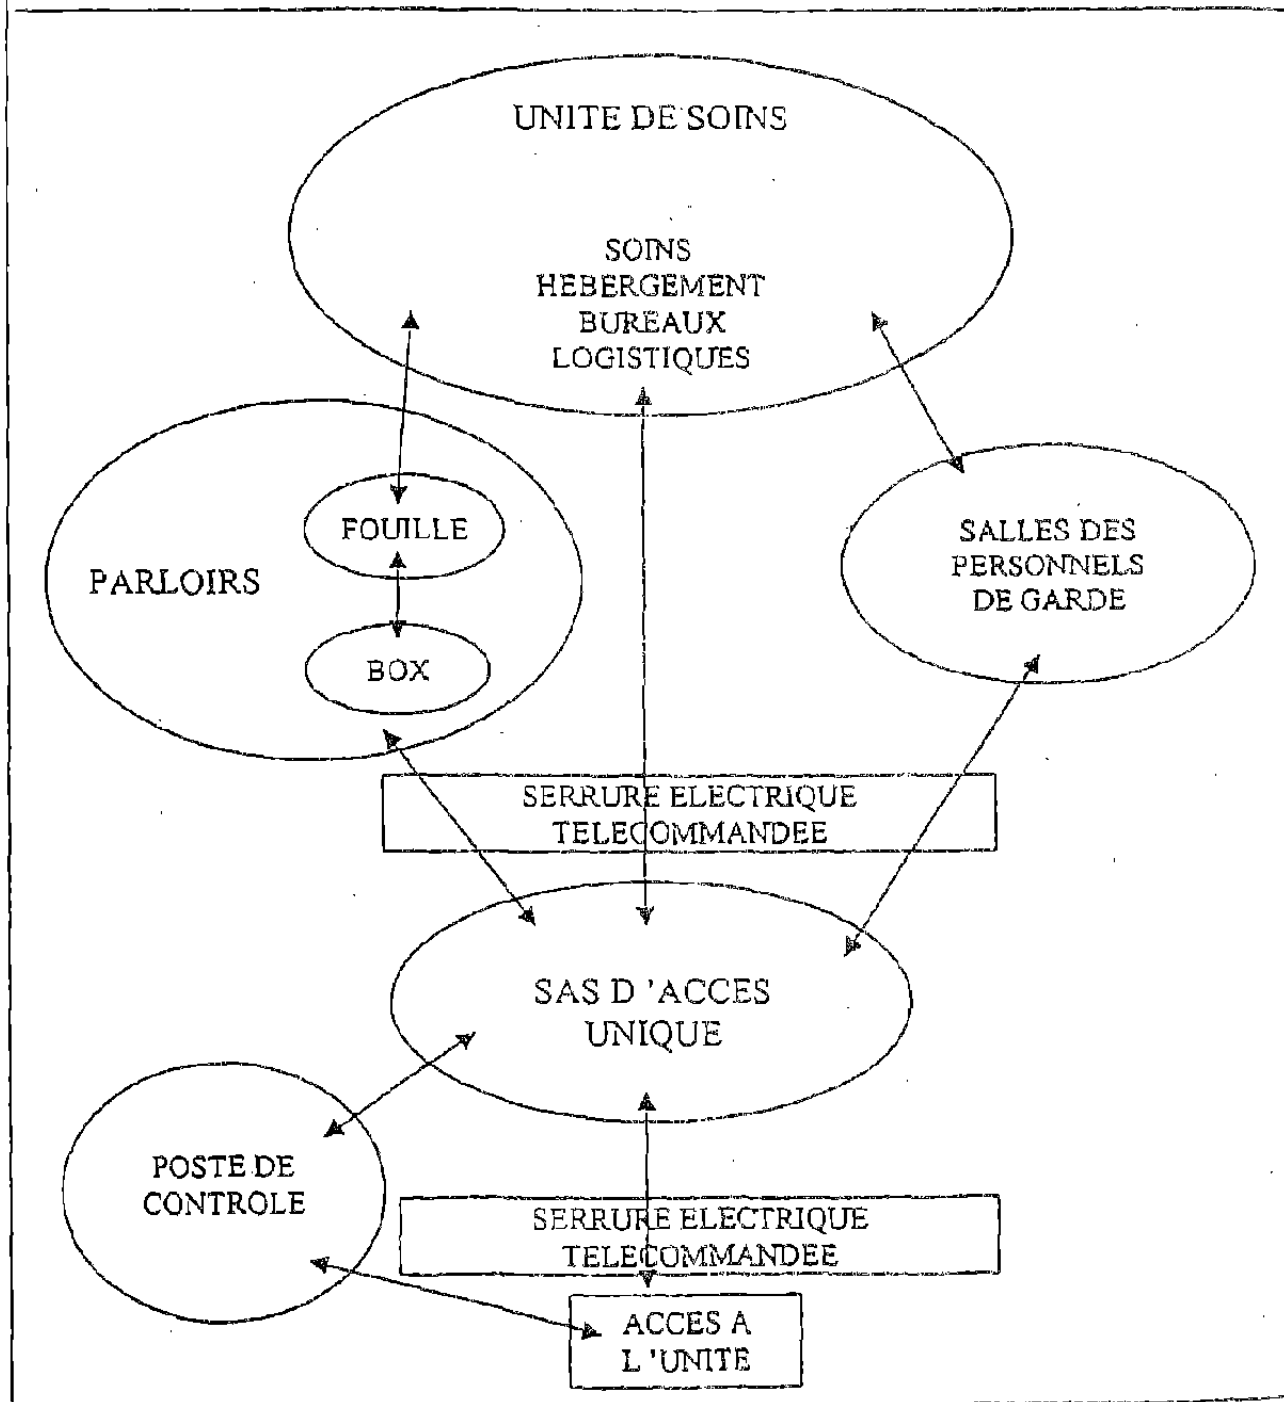 UNITE DE SOINS
SOINS
HEBERGEMENT
BUREAUX
LOGISTIQUES
FOUILLE
PARLOIRS
BOX
SALLES DES
PERSONNELS
DE GARDE
SERRURE ELECTRIQUE
TELECOMMANDEE
SAS D 'ACCES
UNIQUE
POSTE DE
CONTROLE
SERRURE ELECTRIQUE
TELECOMMANDEE
ACCES A
L 'UNITE